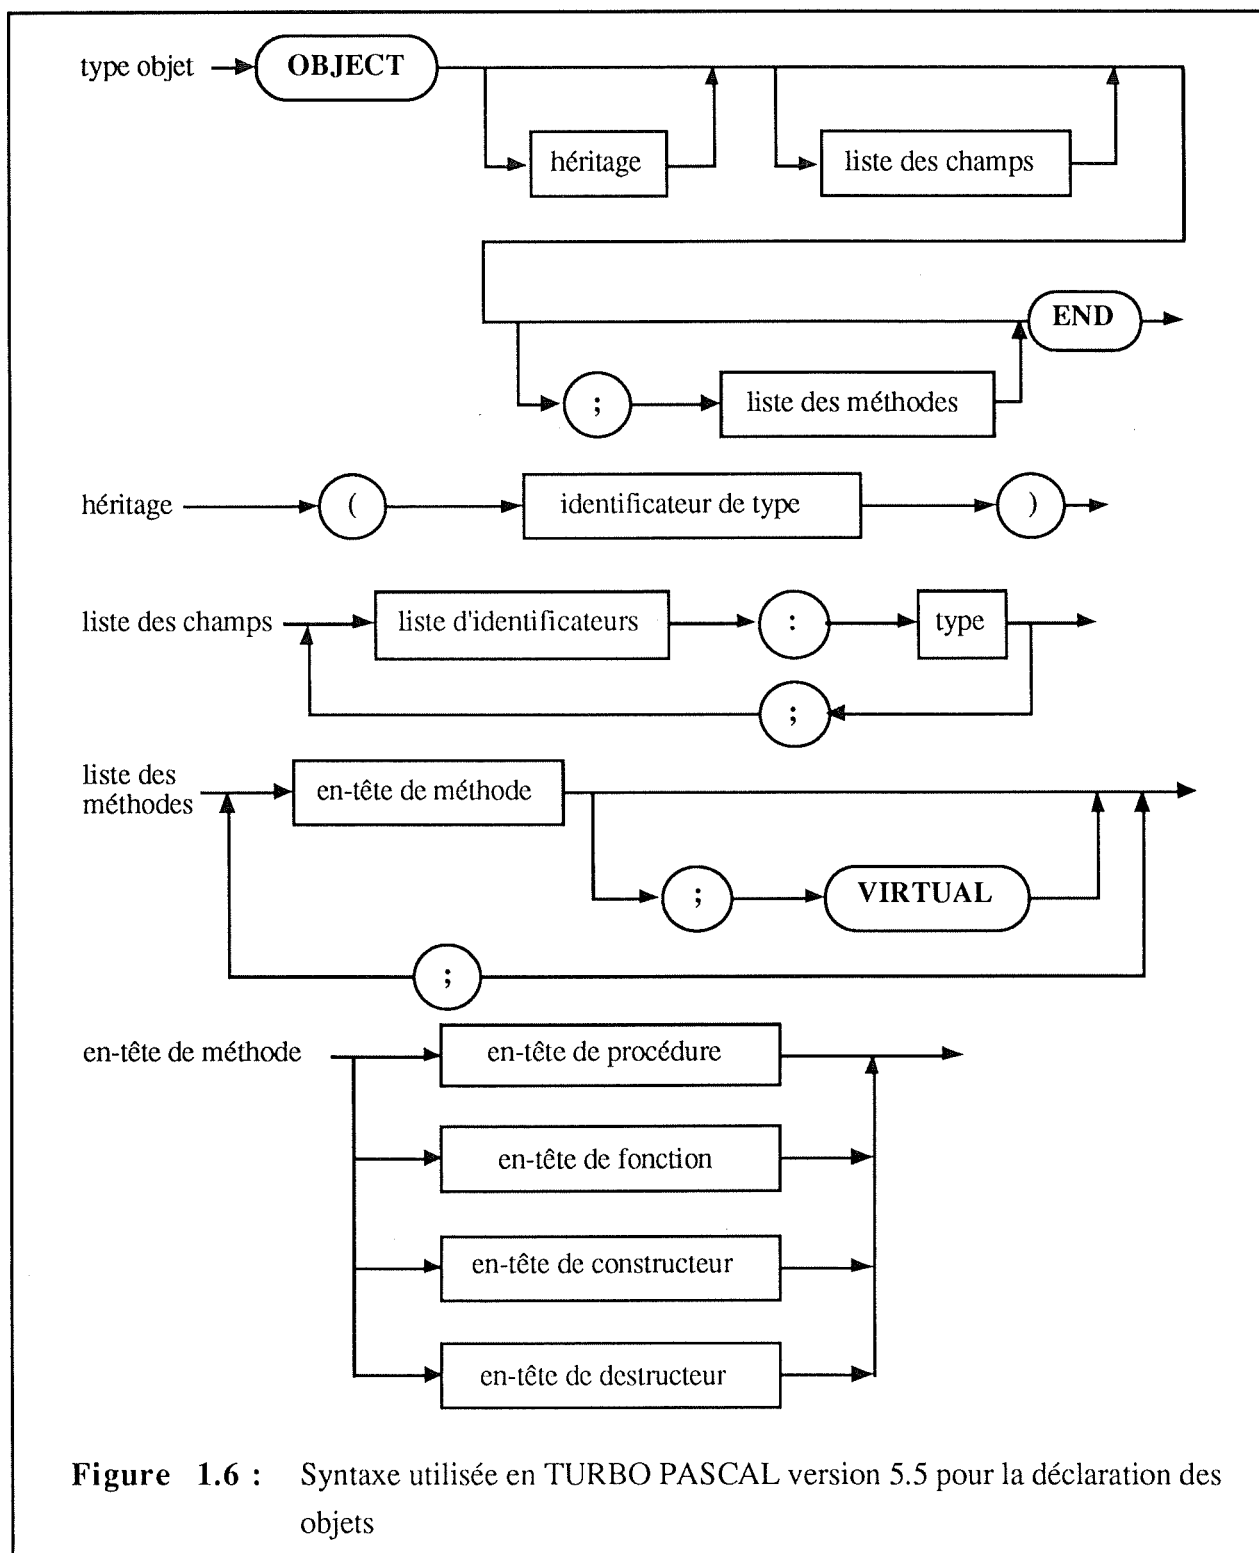 type objet OBJECT
héritage liste des champs
END
; liste des méthodes
héritage ( identificateur de type )
liste des champs liste d'identificateurs : type
;
liste des
méthodes en-tête de méthode
; VIRTUAL
;
en-tête de méthode en-tête de procédure
en-tête de fonction
en-tête de constructeur
en-tête de destructeur
Figure 1.6 : Syntaxe utilisée en TURBO PASCAL version 5.5 pour la déclaration des
objets